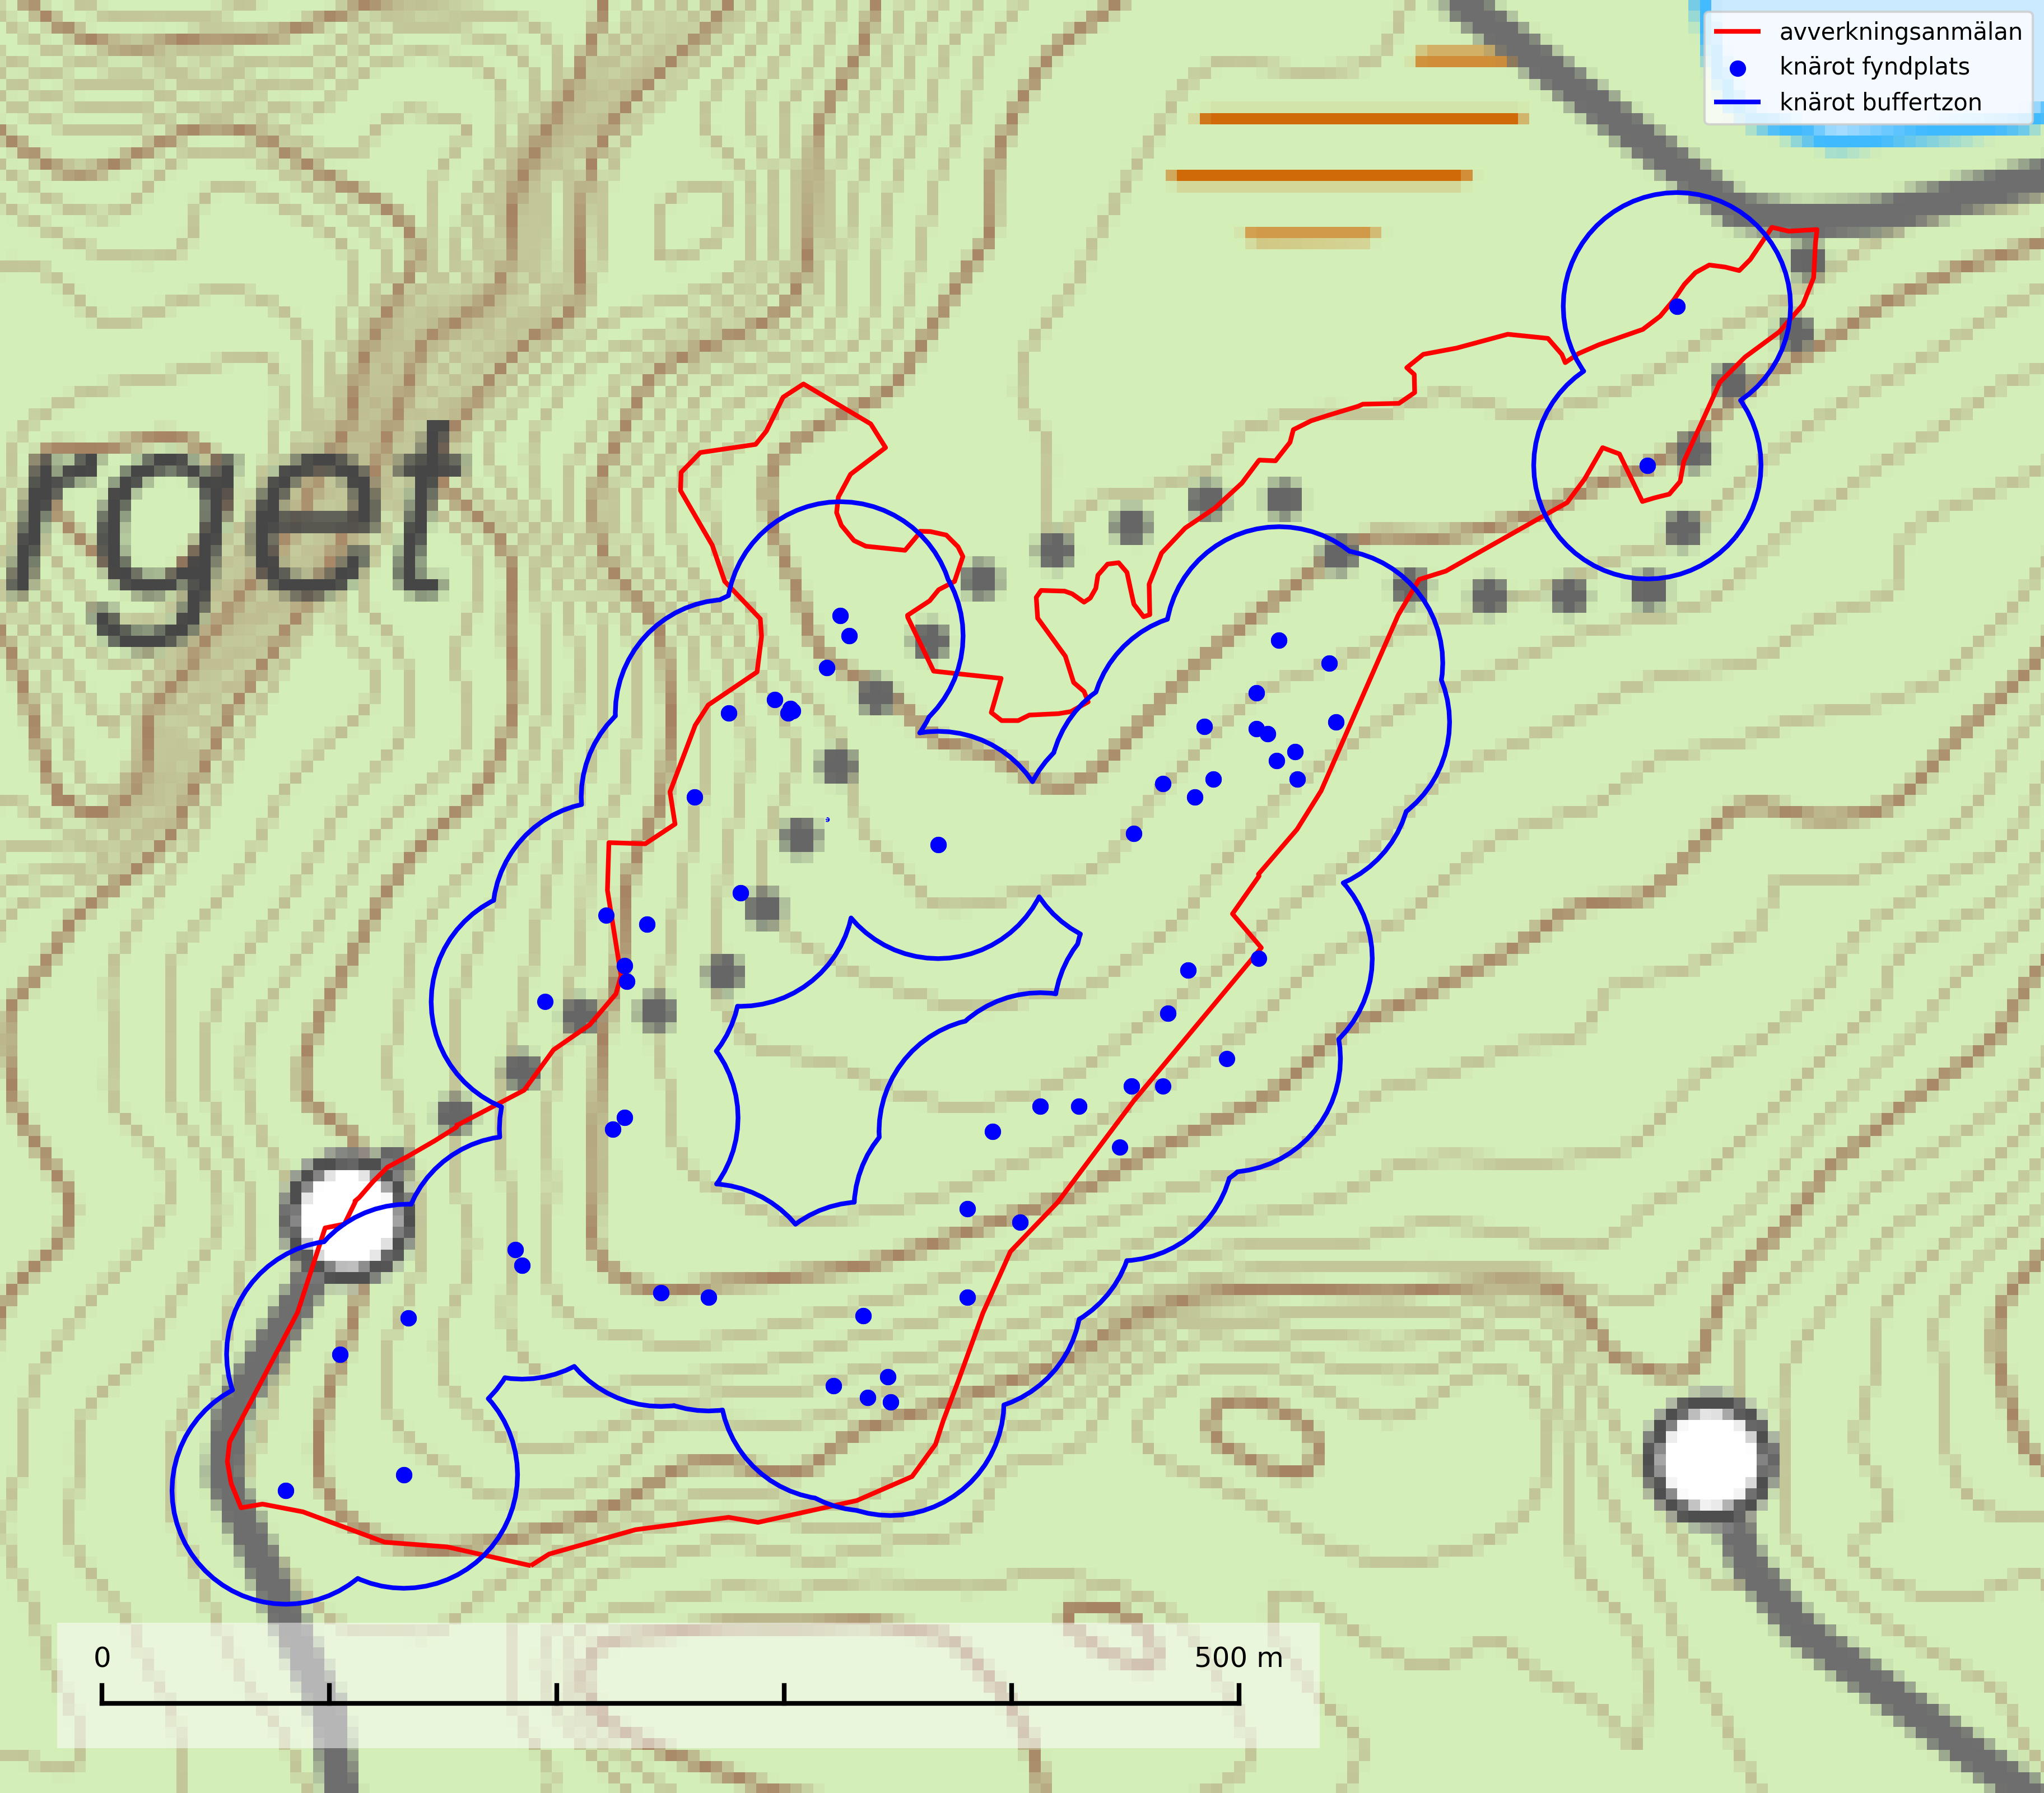 avverkningsanmälan
knärot fyndplats
knärot buffertzon
rget
0 500 m